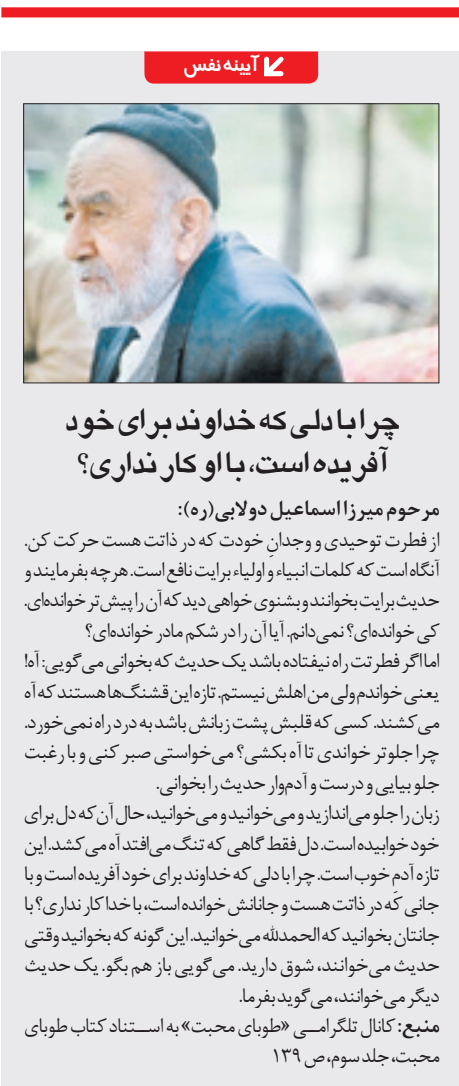 آیینه نفس
چرا با دلی که خداوند برای خود
آفریده است، با او کار نداری؟
مرحوم میرزا اسماعیل دولابی(ره):
از فطرت توحیدی و وجدانِ خودت که در ذاتت هست حرکت کن.
آنگاه است که کلمات انبیاء و اولیاء برایت نافع است. هرچه بفرمایند و
حدیث برایت بخوانند و بشنوی خواهی دید که آن را پیش‌تر خوانده‌ای.
کی خوانده‌ای؟ نمی‌دانم. آیا آن را در شکم مادر خوانده‌ای؟
اما اگر فطرتت راه نیفتاده باشد یک حدیث که بخوانی می‌گویی: آه!
یعنی خواندم ولی من اهلش نیستم. تازه این قشنگ‌ها هستند که آه
می‌کشند. کسی که قلبش پشت زبانش باشد به درد راه نمی‌خورد.
چرا جلوتر خواندی تا آه بکشی؟ می‌خواستی صبر کنی و با رغبت
جلو بیایی و درست و آدم‌وار حدیث را بخوانی.
زبان را جلو می‌اندازید و می‌خوانید و می‌خوانید، حال آن که دل برای
خود خوابیده است. دل فقط گاهی که تنگ می‌افتد آه می‌کشد. این
تازه آدم خوب است. چرا با دلی که خداوند برای خود آفریده است و با
جانی کَه در ذاتت هست و جانانش خوانده است، با خدا کار نداری؟ با
جانتان بخوانید که الحمدلله می‌خوانید. این گونه که بخوانید وقتی
حدیث می‌خوانند، شوق دارید. می‌گویی باز هم بگو. یک حدیث
دیگر می‌خوانند، می‌گوید بفرما.
منبع: کانال تلگرامــی «طوبای محبت» به اســتناد کتاب طوبای
محبت، جلد سوم، ص ۱۳۹